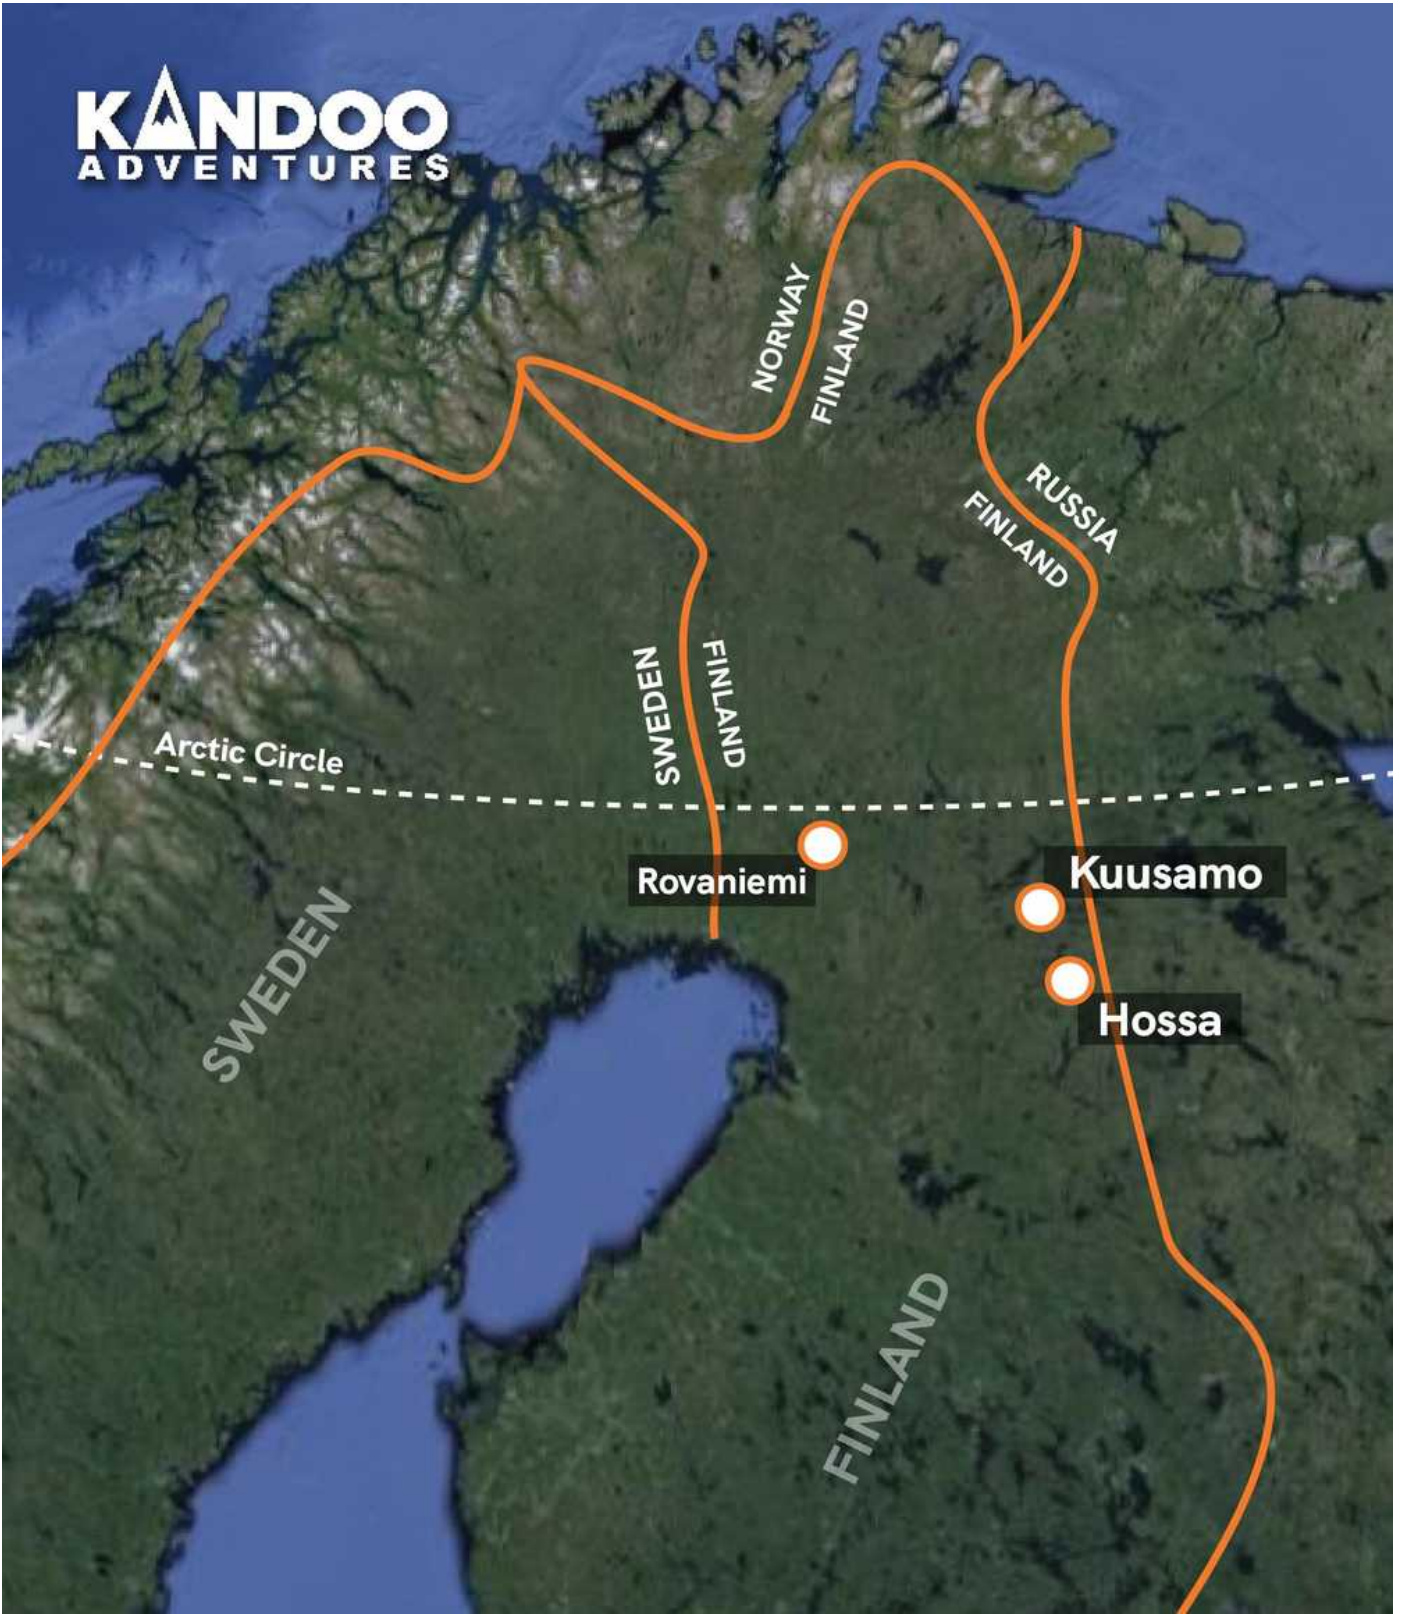 KANDOO
ADVENTURES
NORWAY
FINLAND
RUSSIA
FINLAND
SWEDEN
FINLAND
Arctic Circle
Rovaniemi
Kuusamo
Hossa
SWEDEN
FINLAND